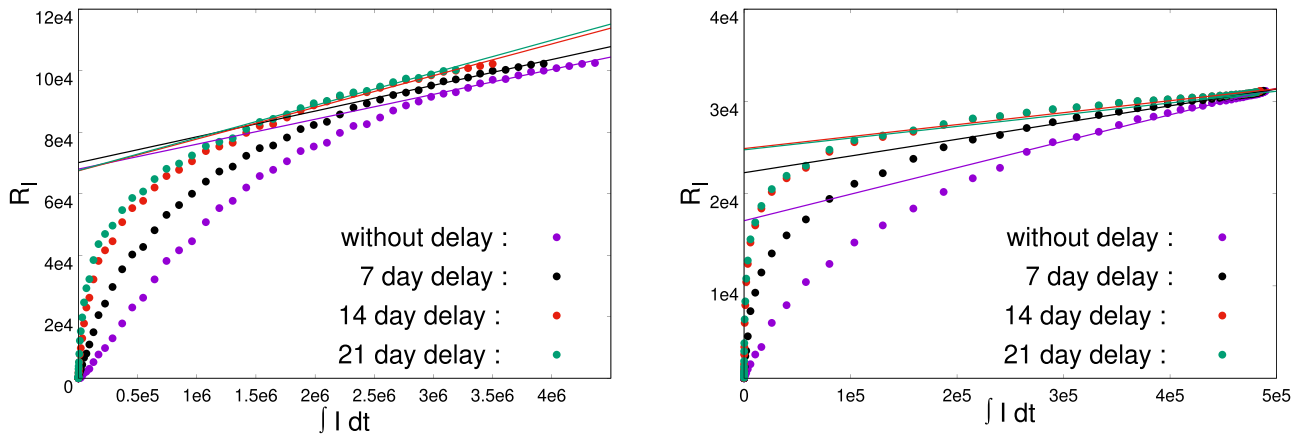 12e4
10e4
8e4
6e4
4e4
2e4
0
R_I
without delay :
7 day delay :
14 day delay :
21 day delay :
0.5e5 1e6 1.5e6 2e6 2.5e6 3e6 3.5e6 4e6
∫ I dt
4e4
3e4
2e4
1e4
0
R_I
without delay :
7 day delay :
14 day delay :
21 day delay :
0 1e5 2e5 3e5 4e5 5e5
∫ I dt